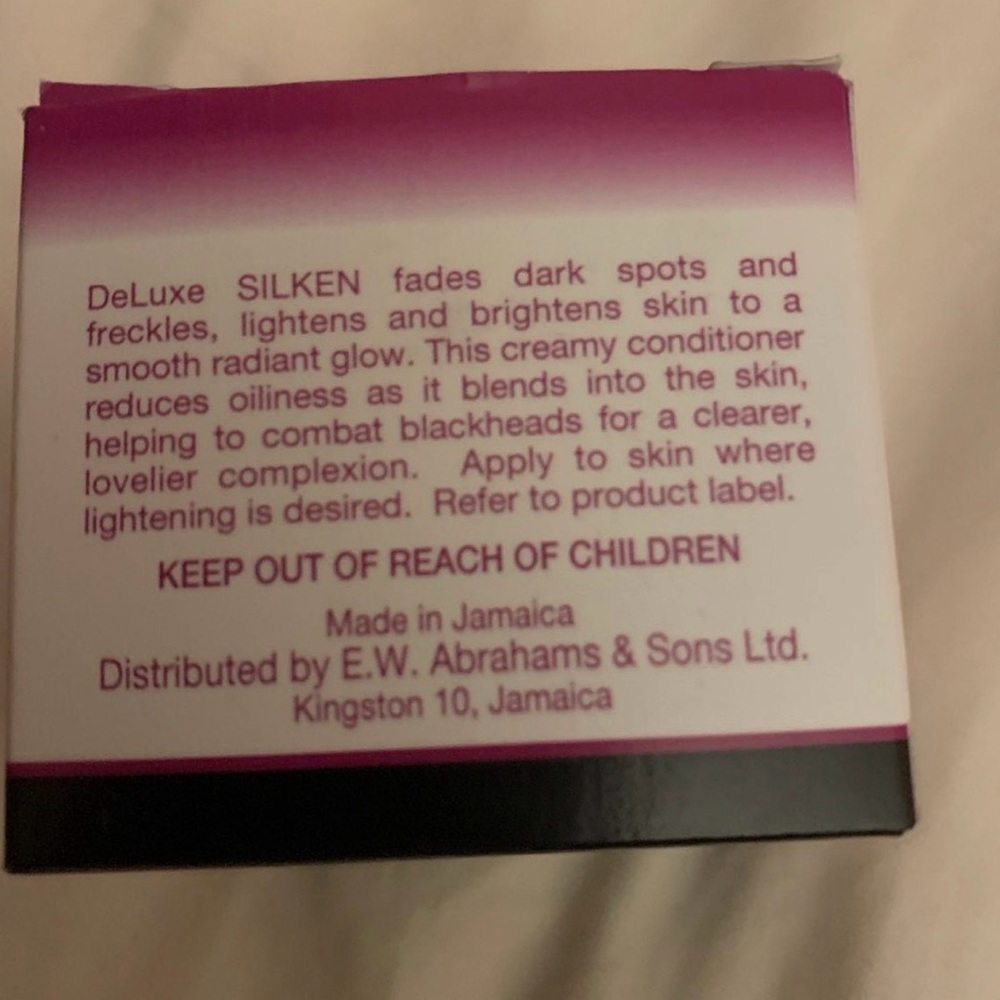 DeLuxe SILKEN fades dark spots and
freckles, lightens and brightens skin to a
smooth radiant glow. This creamy conditioner
reduces oiliness as it blends into the skin,
helping to combat blackheads for a clearer,
lovelier complexion. Apply to skin where
lightening is desired. Refer to product label.
KEEP OUT OF REACH OF CHILDREN
Made in Jamaica
Distributed by E.W. Abrahams & Sons Ltd.
Kingston 10, Jamaica